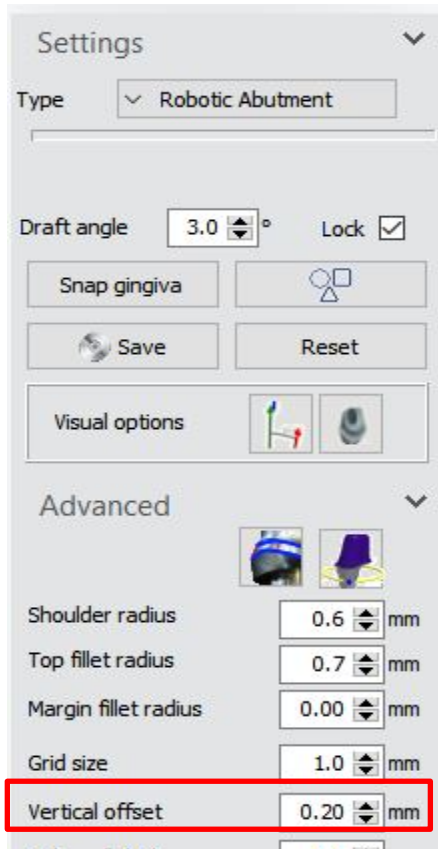 Settings
Type Robotic Abutment
Draft angle 3.0 ° Lock
Snap gingiva
Save Reset
Visual options
Advanced
Shoulder radius 0.6 mm
Top fillet radius 0.7 mm
Margin fillet radius 0.00 mm
Grid size 1.0 mm
Vertical offset 0.20 mm